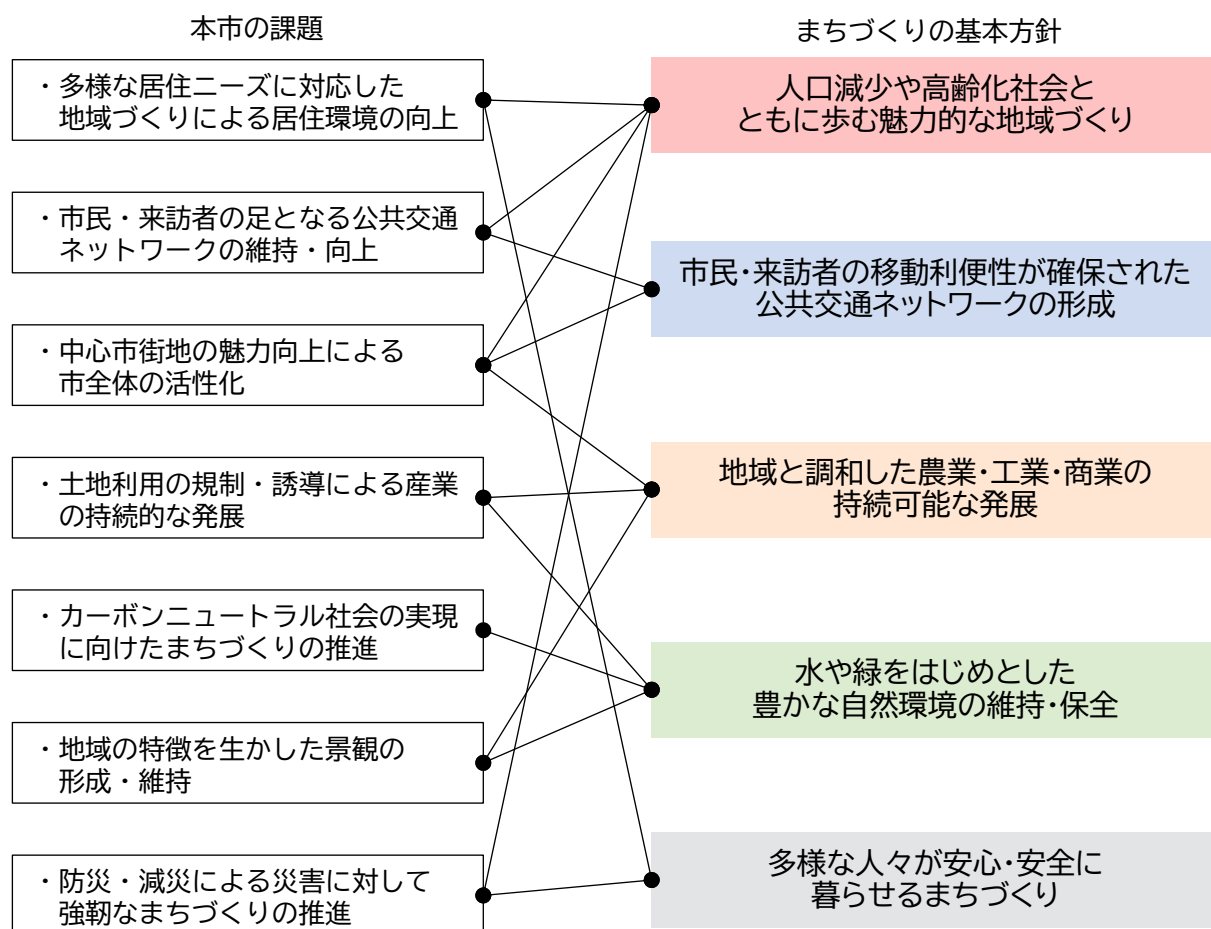 本市の課題
・多様な居住ニーズに対応した
地域づくりによる居住環境の向上
・市民・来訪者の足となる公共交通
ネットワークの維持・向上
・中心市街地の魅力向上による
市全体の活性化
・土地利用の規制・誘導による産業
の持続的な発展
・カーボンニュートラル社会の実現
に向けたまちづくりの推進
・地域の特徴を生かした景観の
形成・維持
・防災・減災による災害に対して
強靭なまちづくりの推進
まちづくりの基本方針
人口減少や高齢化社会と
ともに歩む魅力的な地域づくり
市民・来訪者の移動利便性が確保された
公共交通ネットワークの形成
地域と調和した農業・工業・商業の
持続可能な発展
水や緑をはじめとした
豊かな自然環境の維持・保全
多様な人々が安心・安全に
暮らせるまちづくり